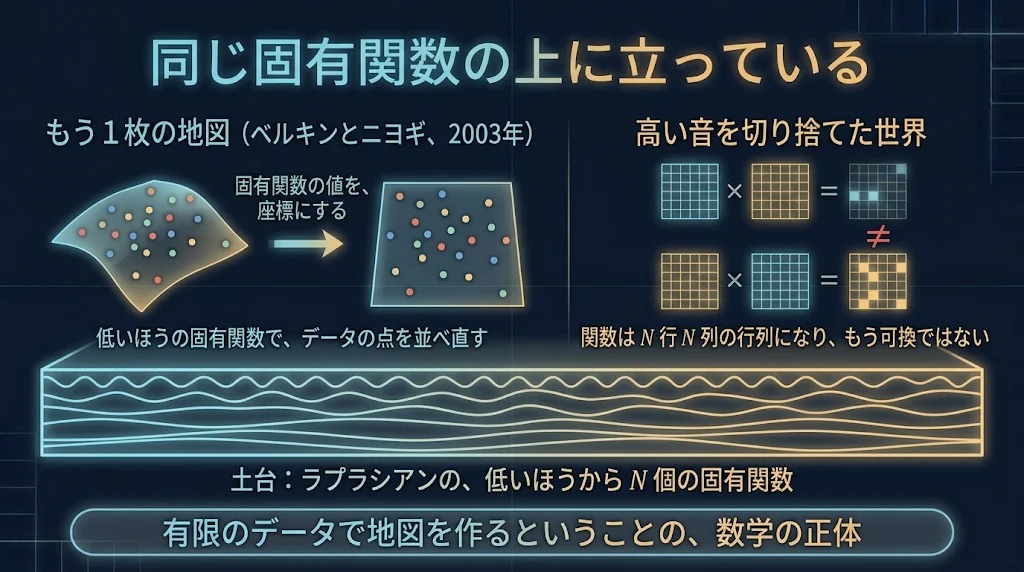 同じ固有関数の上に立っている
もう1枚の地図（ベルキンとニヨギ、2003年）
固有関数の値を、
座標にする
低いほうの固有関数で、データの点を並べ直す
高い音を切り捨てた世界
× =
≠
× =
関数は N 行 N 列の行列になり、もう可換ではない
土台：ラプラシアンの、低いほうから N 個の固有関数
有限のデータで地図を作るということの、数学の正体